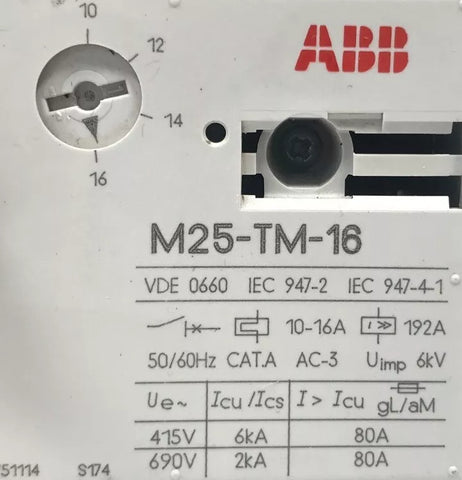 10
12
14
16
ABB
M25-TM-16
VDE 0660 IEC 947-2 IEC 947-4-1
10-16A I>> 192A
50/60Hz CAT.A AC-3 Uimp 6kV
Ue~ Icu/Ics I > Icu gL/aM
415V 6kA 80A
690V 2kA 80A
51114 S174